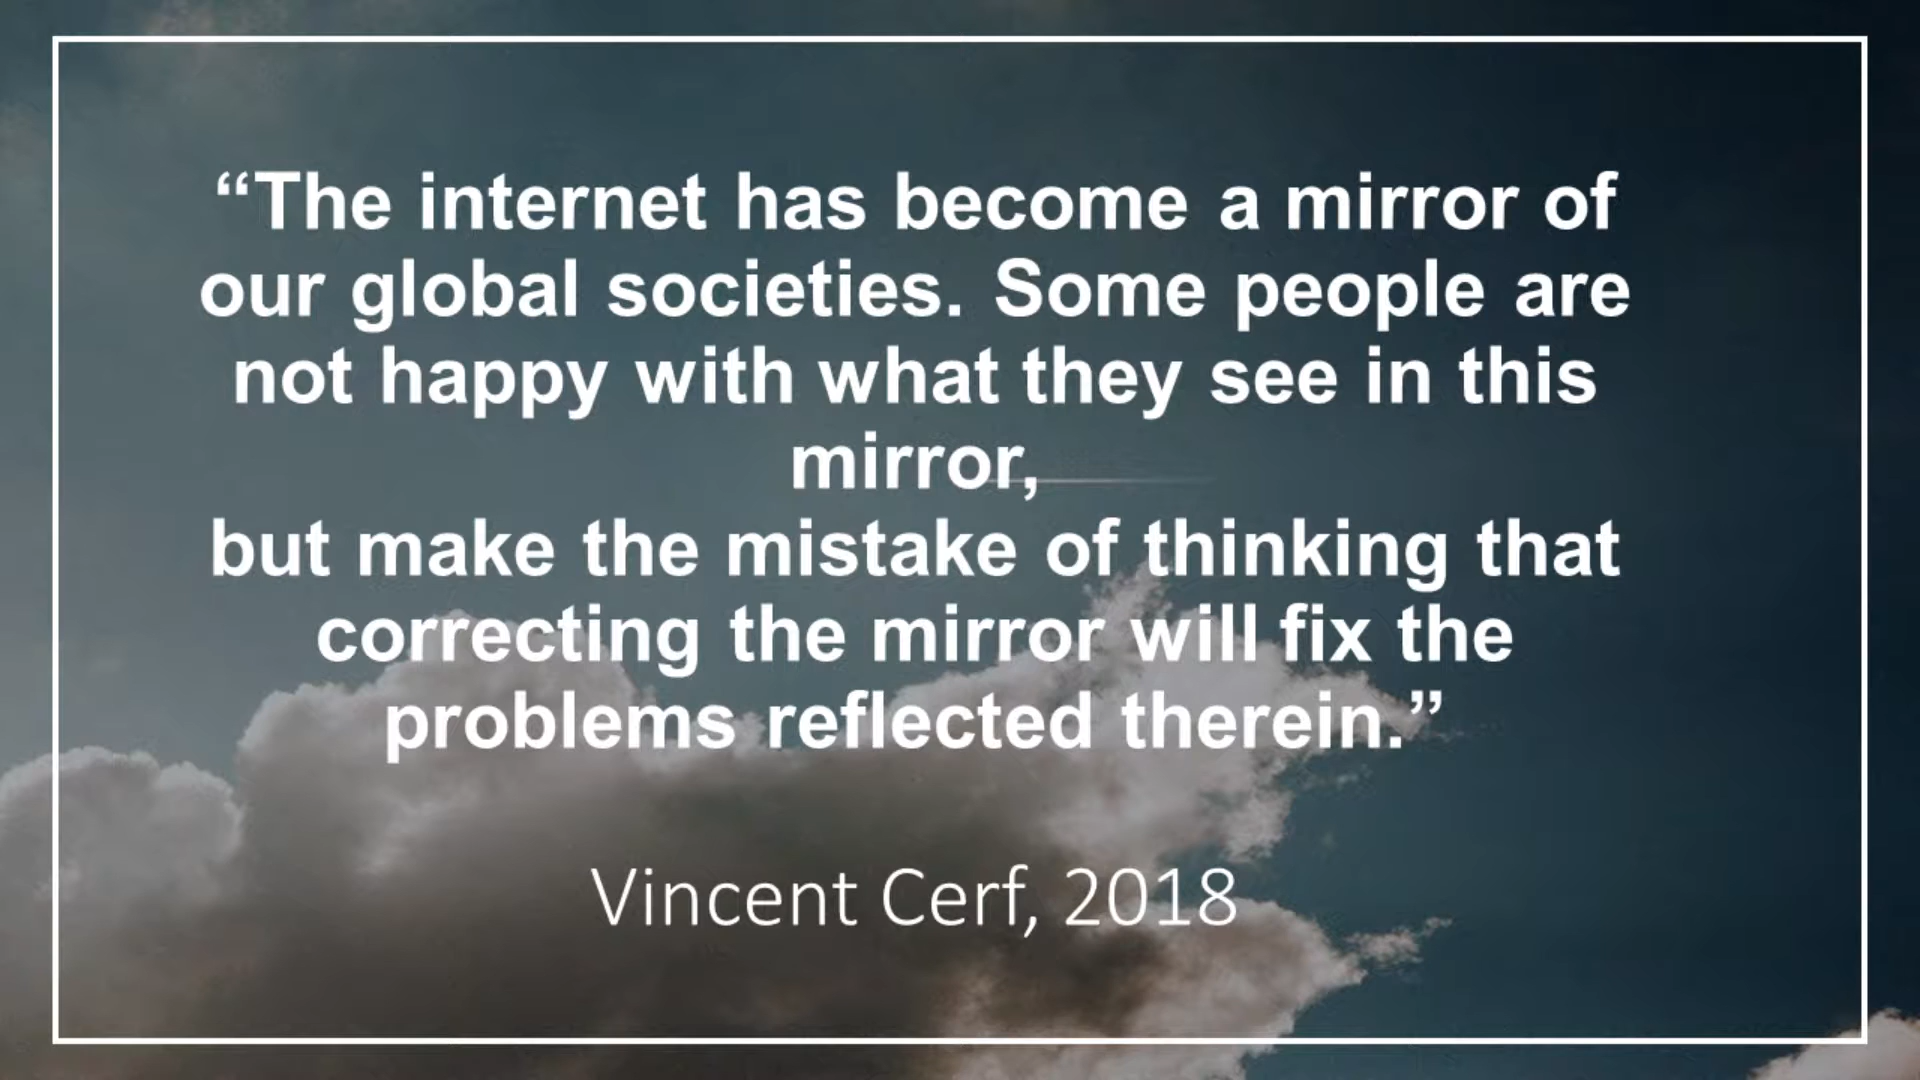 “The internet has become a mirror of
our global societies. Some people are
not happy with what they see in this
mirror,
but make the mistake of thinking that
correcting the mirror will fix the
problems reflected therein.”
Vincent Cerf, 2018